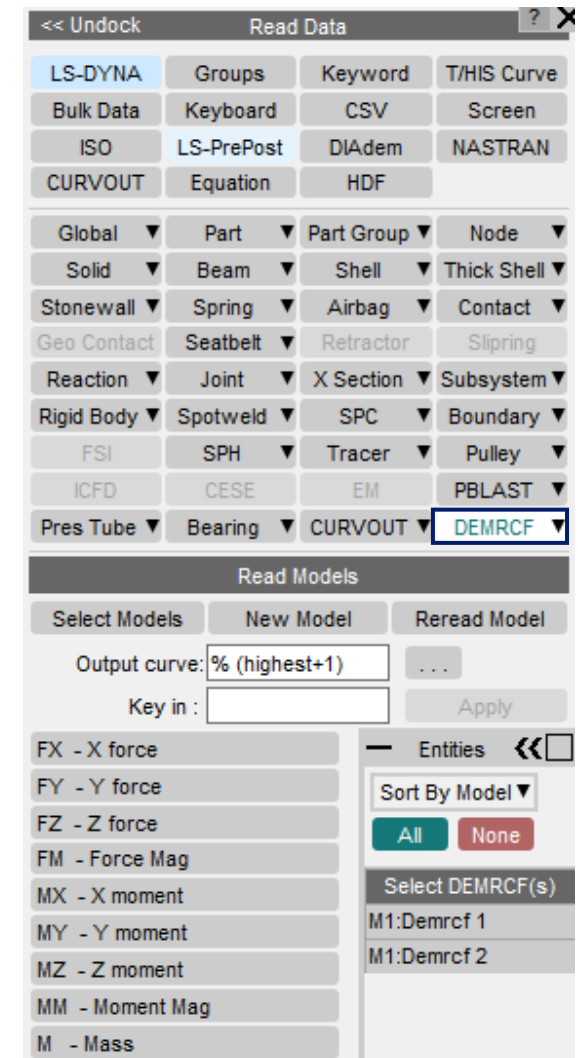 << Undock Read Data ? X
LS-DYNA Groups Keyword T/HIS Curve
Bulk Data Keyboard CSV Screen
ISO LS-PrePost DIAdem NASTRAN
CURVOUT Equation HDF
Global ▼ Part ▼ Part Group ▼ Node ▼
Solid ▼ Beam ▼ Shell ▼ Thick Shell ▼
Stonewall ▼ Spring ▼ Airbag ▼ Contact ▼
Geo Contact Seatbelt ▼ Retractor Slipring
Reaction ▼ Joint ▼ X Section ▼ Subsystem ▼
Rigid Body ▼ Spotweld ▼ SPC ▼ Boundary ▼
FSI SPH ▼ Tracer ▼ Pulley ▼
ICFD CESE EM PBLAST ▼
Pres Tube ▼ Bearing ▼ CURVOUT ▼ DEMRCF ▼
Read Models
Select Models New Model Reread Model
Output curve: % (highest+1) ...
Key in : Apply
FX - X force
FY - Y force
FZ - Z force
FM - Force Mag
MX - X moment
MY - Y moment
MZ - Z moment
MM - Moment Mag
M - Mass
Entities
Sort By Model ▼
All None
Select DEMRCF(s)
M1:Demrcf 1
M1:Demrcf 2